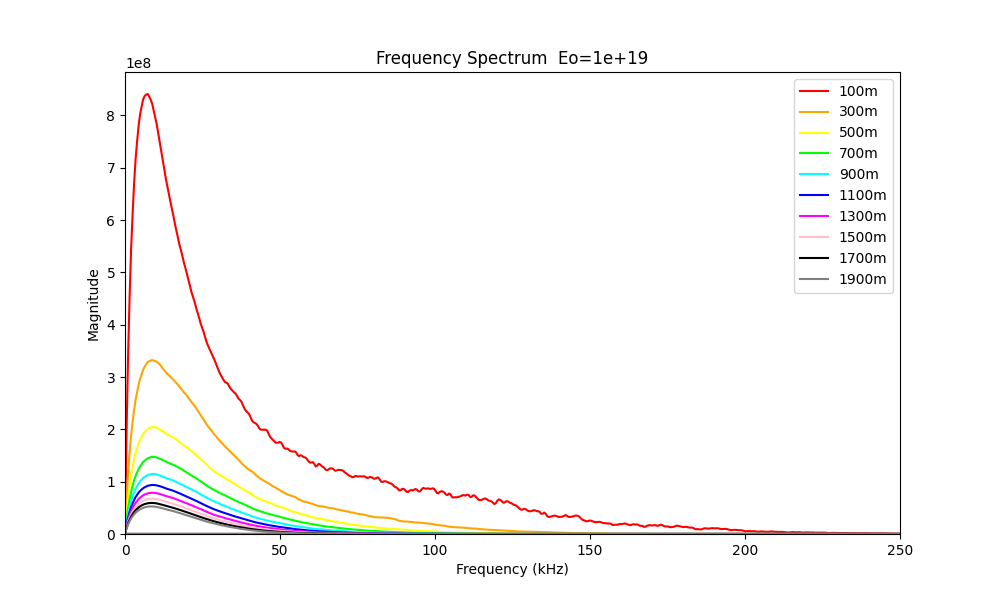 Frequency Spectrum  Eo=1e+19
1e8
8
7
6
5
4
3
2
1
0
Magnitude
0 50 100 150 200 250
Frequency (kHz)
100m
300m
500m
700m
900m
1100m
1300m
1500m
1700m
1900m